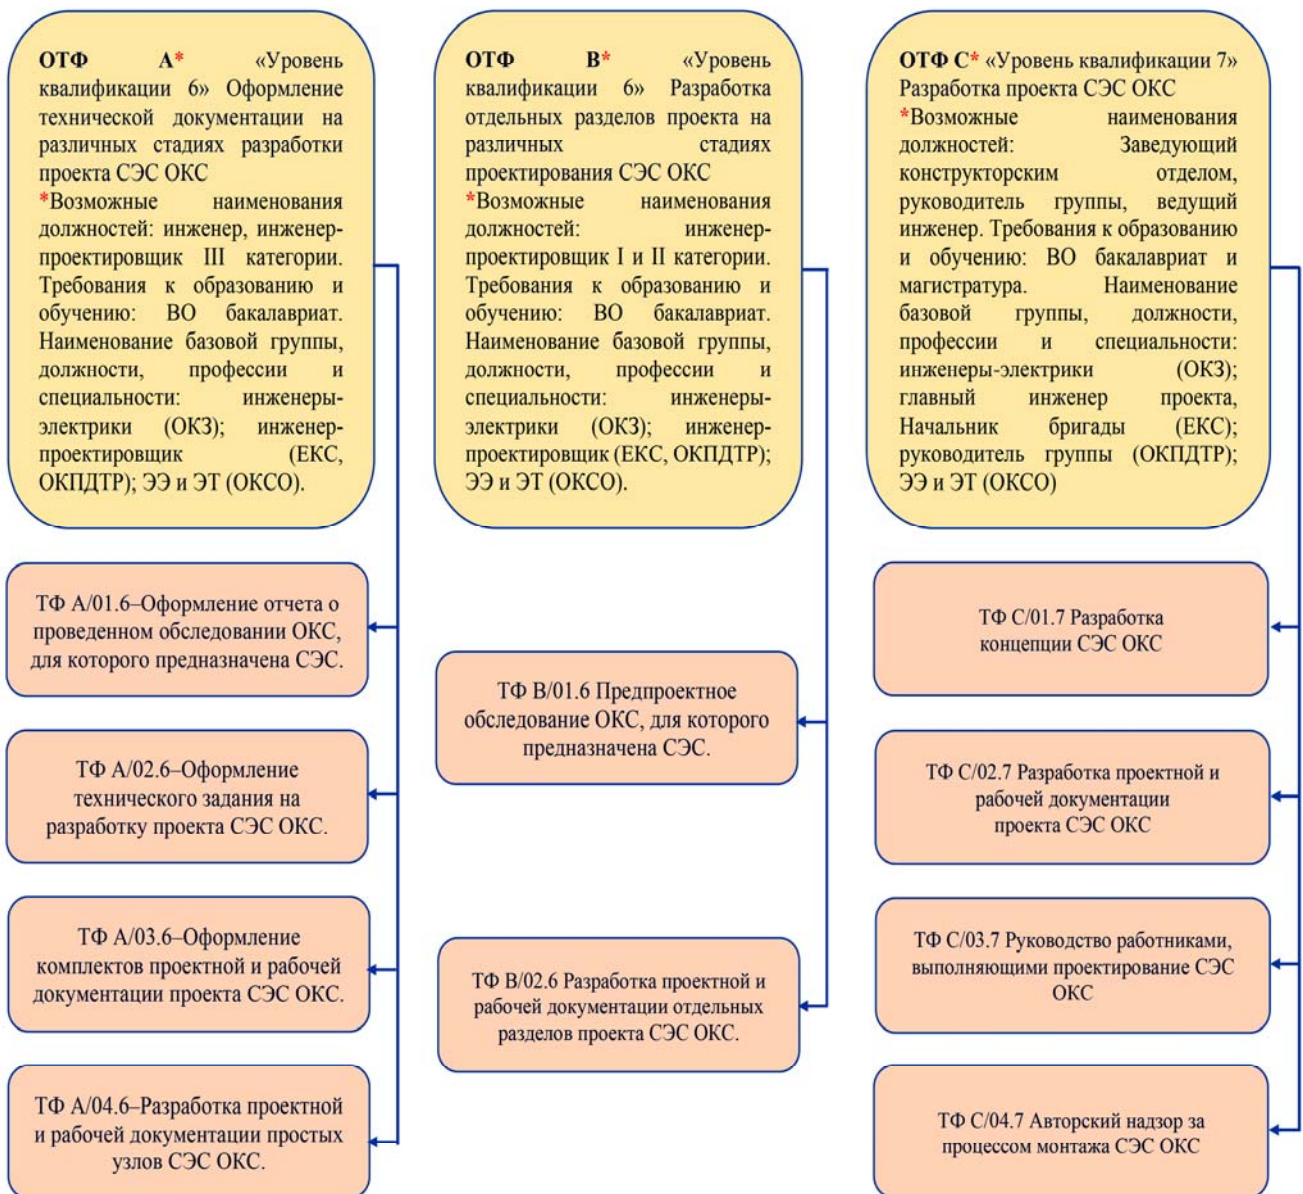 ОТФ А* «Уровень
квалификации 6» Оформление
технической документации на
различных стадиях разработки
проекта СЭС ОКС
*Возможные наименования
должностей: инженер, инженер-
проектировщик III категории.
Требования к образованию и
обучению: ВО бакалавриат.
Наименование базовой группы,
должности, профессии и
специальности: инженеры-
электрики (ОКЗ); инженер-
проектировщик (ЕКС,
ОКПДТР); ЭЭ и ЭТ (ОКСО).
ТФ А/01.6–Оформление отчета о
проведенном обследовании ОКС,
для которого предназначена СЭС.
ТФ А/02.6–Оформление
технического задания на
разработку проекта СЭС ОКС.
ТФ А/03.6–Оформление
комплектов проектной и рабочей
документации проекта СЭС ОКС.
ТФ А/04.6–Разработка проектной
и рабочей документации простых
узлов СЭС ОКС.
ОТФ В* «Уровень
квалификации 6» Разработка
отдельных разделов проекта на
различных стадиях
проектирования СЭС ОКС
*Возможные наименования
должностей: инженер-
проектировщик I и II категории.
Требования к образованию и
обучению: ВО бакалавриат.
Наименование базовой группы,
должности, профессии и
специальности: инженеры-
электрики (ОКЗ); инженер-
проектировщик (ЕКС, ОКПДТР);
ЭЭ и ЭТ (ОКСО).
ТФ В/01.6 Предпроектное
обследование ОКС, для которого
предназначена СЭС.
ТФ В/02.6 Разработка проектной и
рабочей документации отдельных
разделов проекта СЭС ОКС.
ОТФ С* «Уровень квалификации 7»
Разработка проекта СЭС ОКС
*Возможные наименования
должностей: Заведующий
конструкторским отделом,
руководитель группы, ведущий
инженер. Требования к образованию
и обучению: ВО бакалавриат и
магистратура. Наименование
базовой группы, должности,
профессии и специальности:
инженеры-электрики (ОКЗ);
главный инженер проекта,
Начальник бригады (ЕКС);
руководитель группы (ОКПДТР);
ЭЭ и ЭТ (ОКСО)
ТФ С/01.7 Разработка
концепции СЭС ОКС
ТФ С/02.7 Разработка проектной и
рабочей документации
проекта СЭС ОКС
ТФ С/03.7 Руководство работниками,
выполняющими проектирование СЭС
ОКС
ТФ С/04.7 Авторский надзор за
процессом монтажа СЭС ОКС